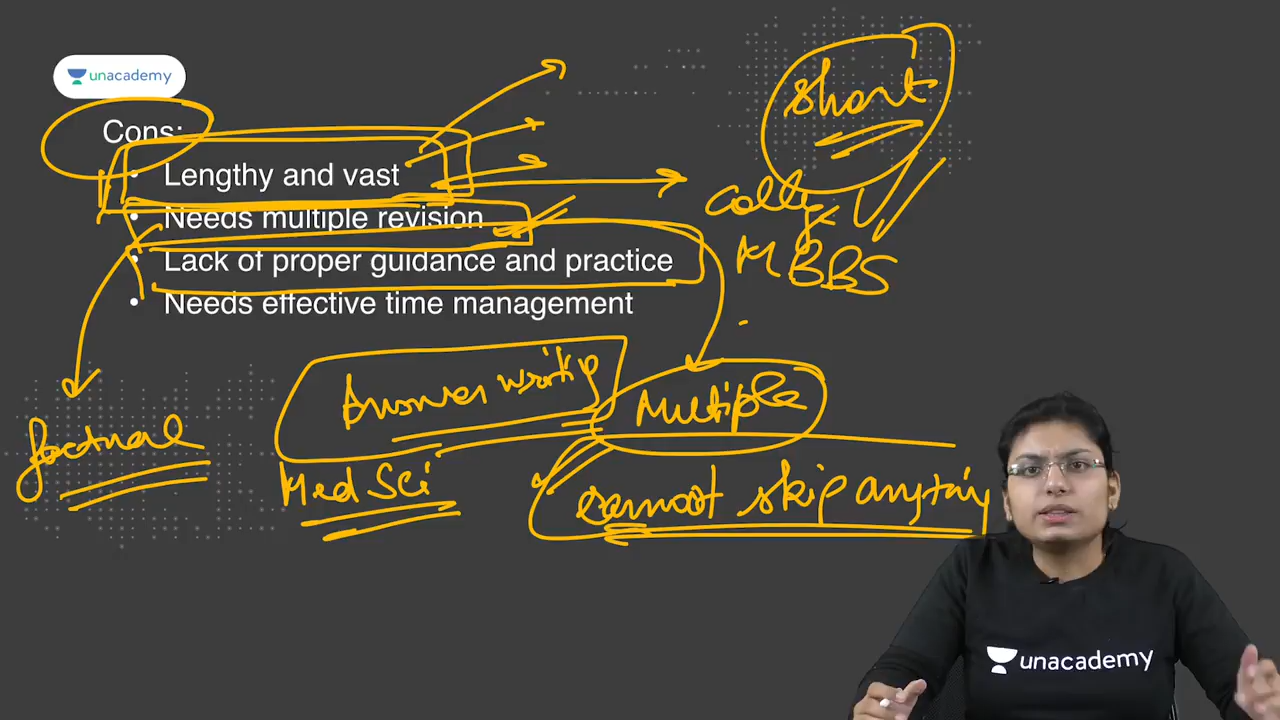 unacademy
Short
Cons:
• Lengthy and vast
• Needs multiple revision
• Lack of proper guidance and practice
• Needs effective time management
MBBS
Answer writing
Multiple
factual
Med Sci
cannot skip anything
unacademy